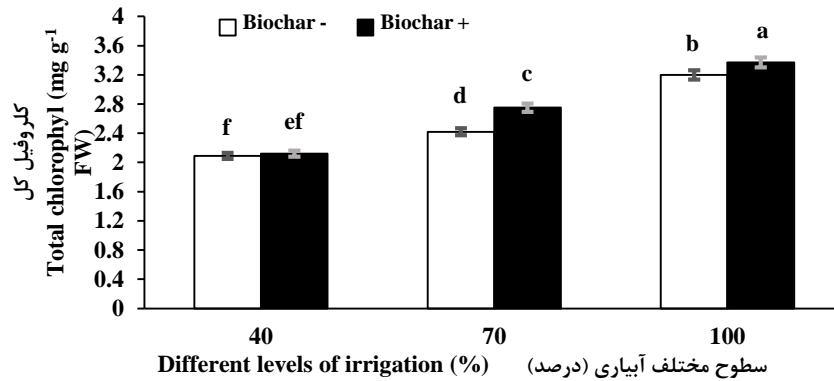 Biochar - Biochar +
4
3.6
3.2
2.8
2.4
2
1.6
1.2
0.8
0.4
0
f ef d c b a
40 70 100
Different levels of irrigation (%) سطوح مختلف آبیاری (درصد)
کلروفیل کل
Total chlorophyl (mg g-1
FW)